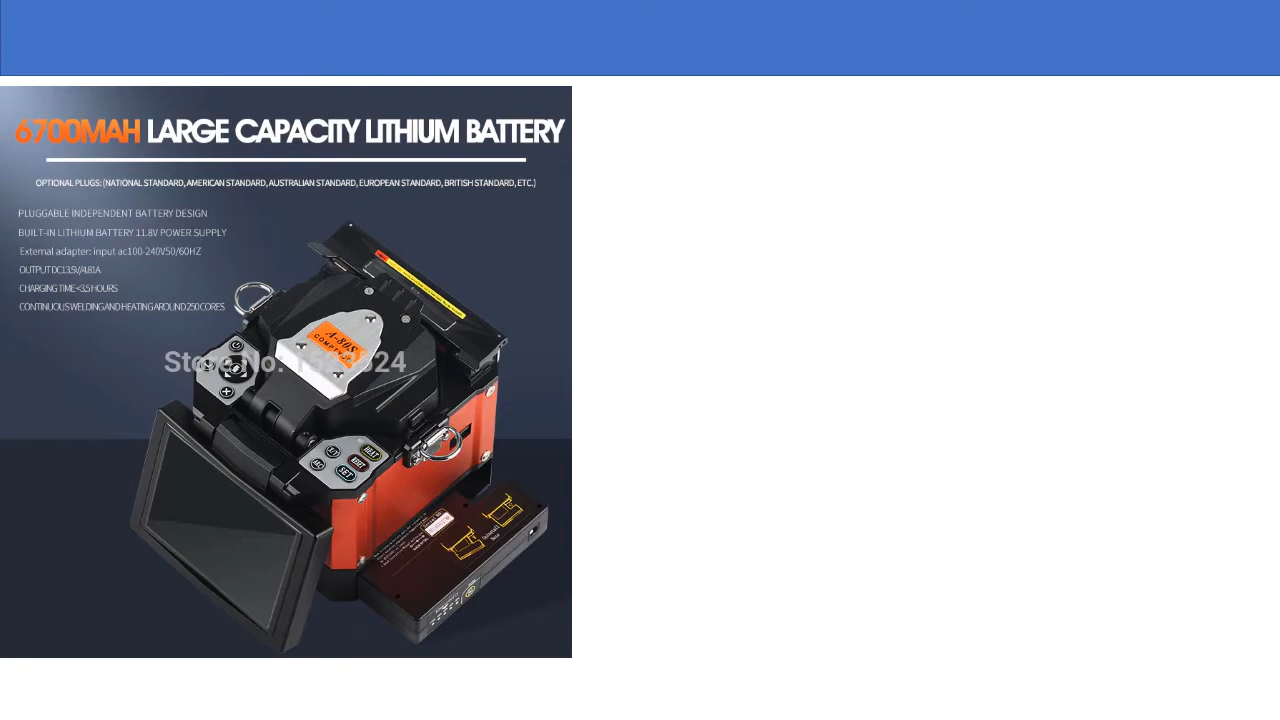 6700MAH LARGE CAPACITY LITHIUM BATTERY
OPTIONAL PLUGS: (NATIONAL STANDARD, AMERICAN STANDARD, AUSTRALIAN STANDARD, EUROPEAN STANDARD, BRITISH STANDARD, ETC.)
PLUGGABLE INDEPENDENT BATTERY DESIGN
BUILT-IN LITHIUM BATTERY 11.8V POWER SUPPLY
External adapter: input ac100-240V50/60HZ
OUTPUT DC13.5V/4.81A
CHARGING TIME <3.5 HOURS
CONTINUOUS WELDING AND HEATING AROUND 250 CORES
A-80S
COMPTYCO
Store No:
X/Y
HEAT
RESET
SET